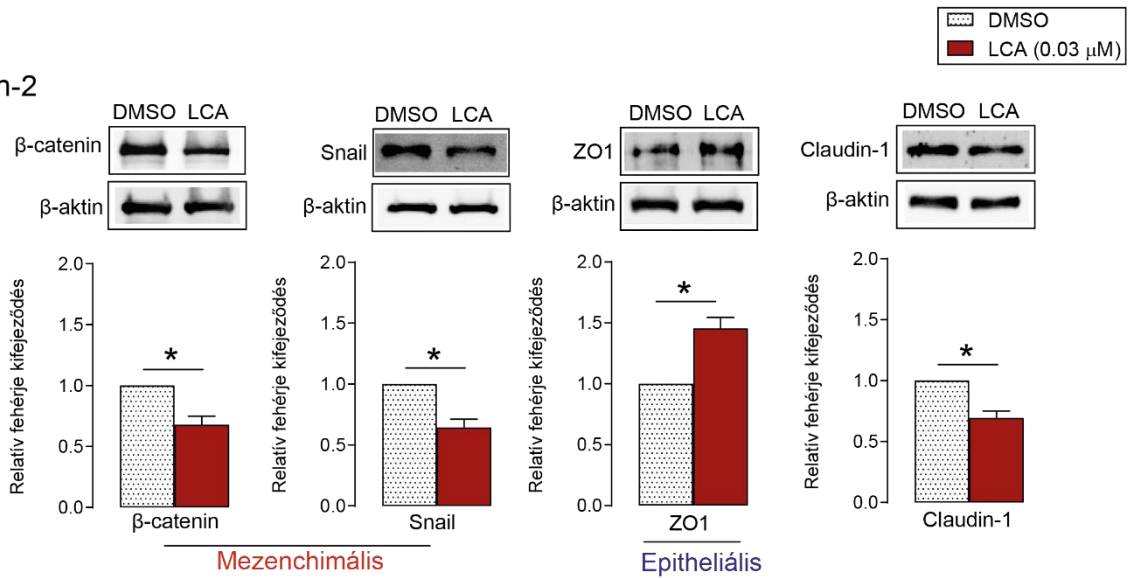 DMSO
LCA (0.03 μM)
n-2
DMSO LCA
β-catenin
β-aktin
DMSO LCA
Snail
β-aktin
DMSO LCA
ZO1
β-aktin
DMSO LCA
Claudin-1
β-aktin
Relatív fehérje kifejeződés
2.0
1.5
1.0
0.5
0.0
*
β-catenin
Relatív fehérje kifejeződés
2.0
1.5
1.0
0.5
0.0
*
Snail
Mezenchimális
Relatív fehérje kifejeződés
2.0
1.5
1.0
0.5
0.0
*
ZO1
Epitheliális
Relatív fehérje kifejeződés
2.0
1.5
1.0
0.5
0.0
*
Claudin-1